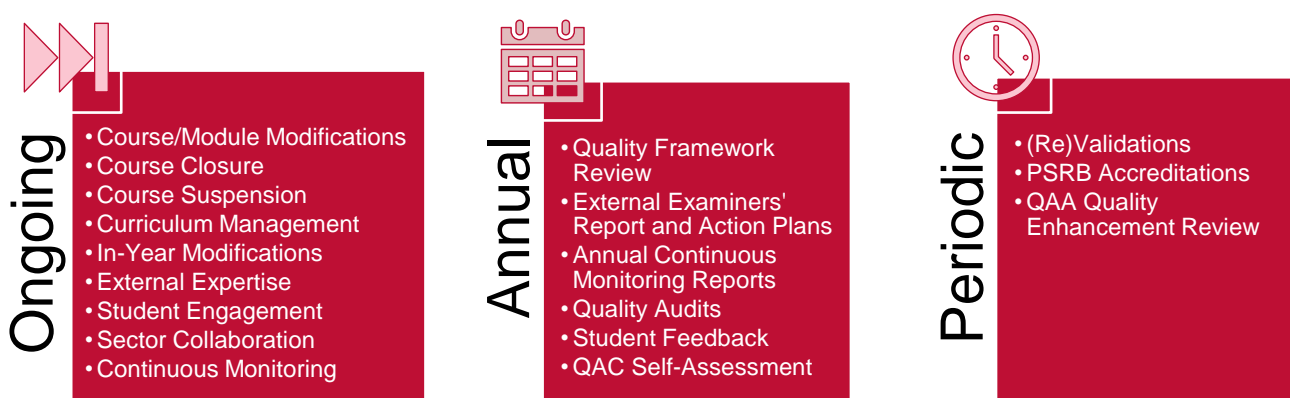 Ongoing
•Course/Module Modifications
•Course Closure
•Course Suspension
•Curriculum Management
•In-Year Modifications
•External Expertise
•Student Engagement
•Sector Collaboration
•Continuous Monitoring
Annual
•Quality Framework
Review
•External Examiners'
Report and Action Plans
•Annual Continuous
Monitoring Reports
•Quality Audits
•Student Feedback
•QAC Self-Assessment
Periodic
•(Re)Validations
•PSRB Accreditations
•QAA Quality
Enhancement Review